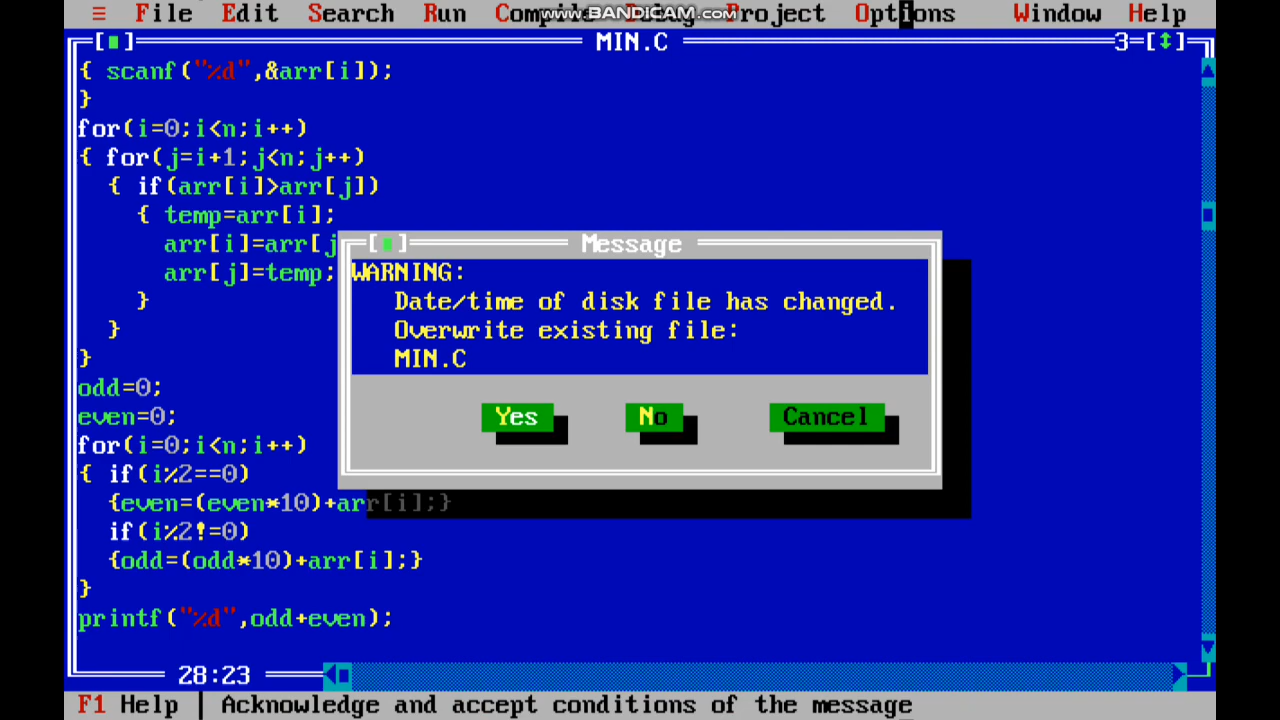 ≡ File Edit Search Run Compile Debug Project Options Window Help
www.BANDICAM.com
[■] MIN.C 3=[↕]
{ scanf("%d",&arr[i]);
}
for(i=0;i<n;i++)
{ for(j=i+1;j<n;j++)
{ if(arr[i]>arr[j])
{ temp=arr[i];
arr[i]=arr[j
arr[j]=temp;
}
}
}
odd=0;
even=0;
for(i=0;i<n;i++)
{ if(i%2==0)
{even=(even*10)+arr[i];}
if(i%2!=0)
{odd=(odd*10)+arr[i];}
}
printf("%d",odd+even);
[■] Message
WARNING:
Date/time of disk file has changed.
Overwrite existing file:
MIN.C
Yes No Cancel
28:23
F1 Help | Acknowledge and accept conditions of the message